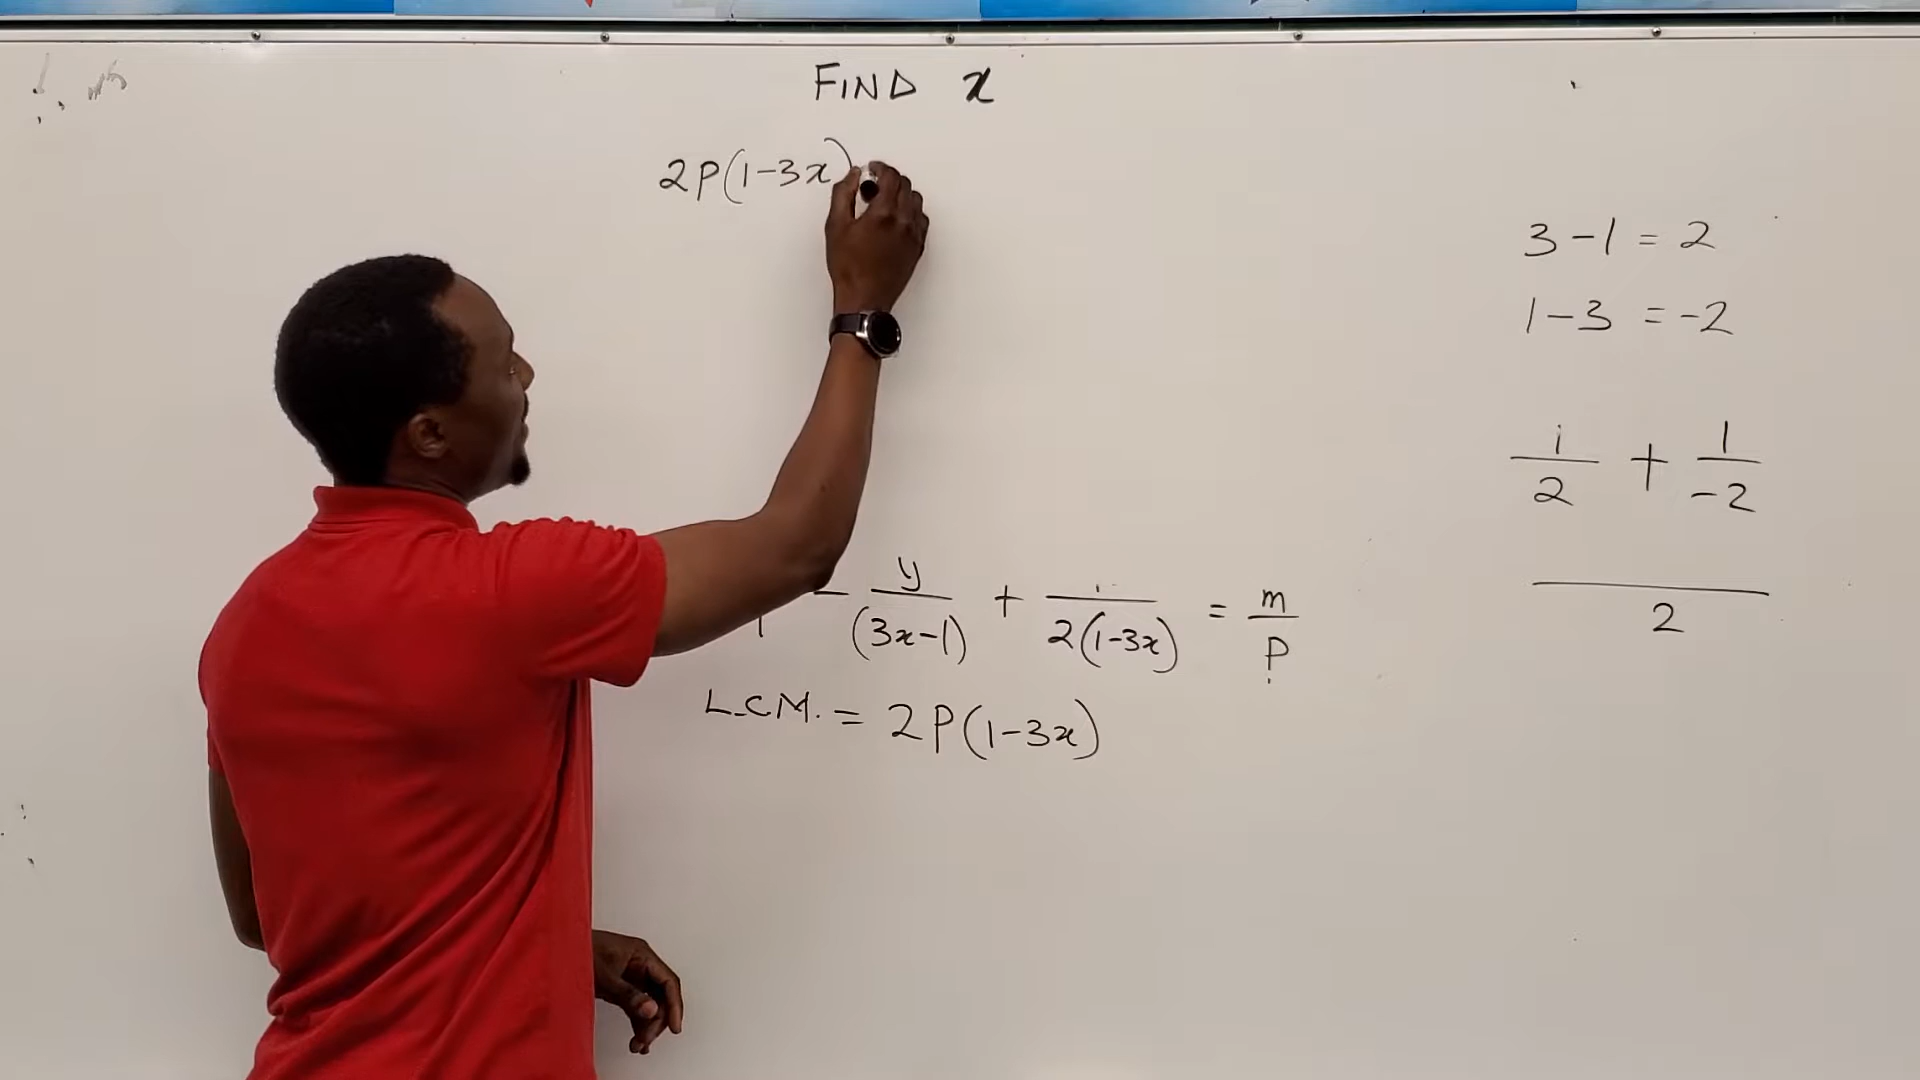 FIND x
2P(1-3x)
3-1 = 2
1-3 = -2
1/2 + 1/-2
2
- y/(3x-1) + 1/2(1-3x) = m/P
L.C.M. = 2P(1-3x)